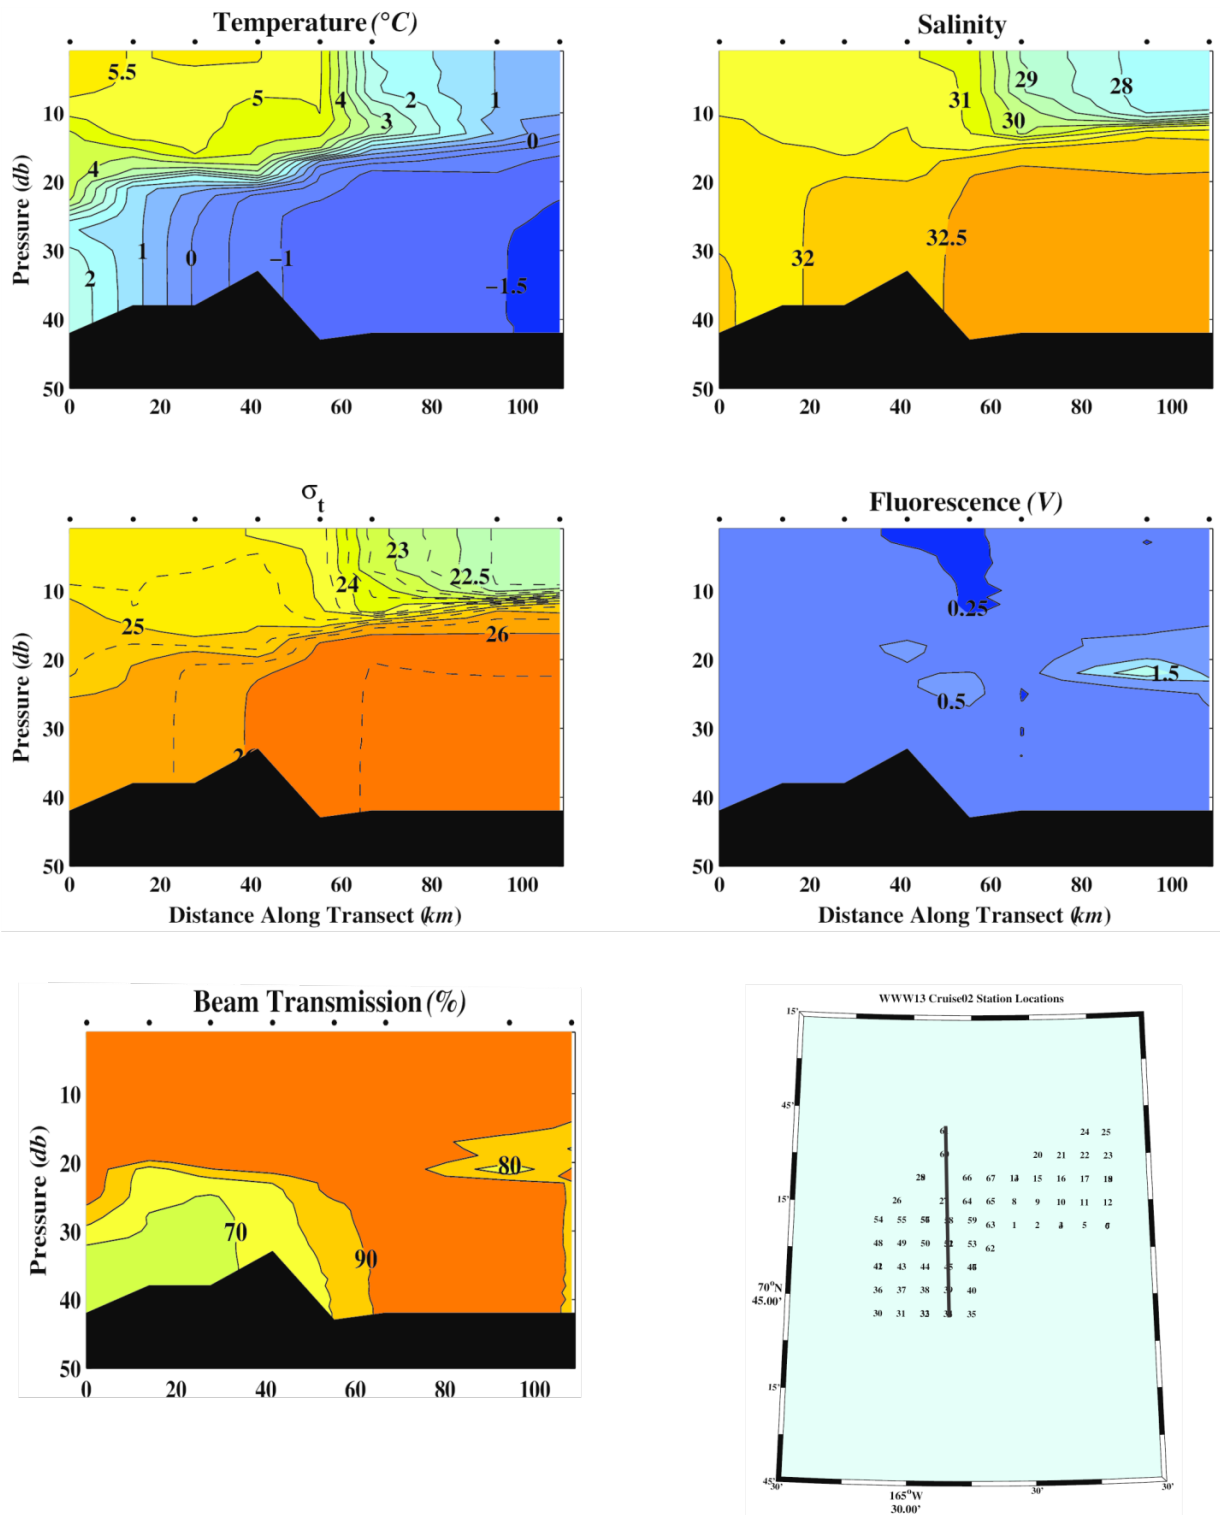 Temperature (°C)
5.5
5
4
2
1
3
0
4
1
0
−1
2
−1.5
10
20
30
40
50
Pressure (db)
0 20 40 60 80 100
Salinity
31
29
28
30
32
32.5
10
20
30
40
50
0 20 40 60 80 100
σt
23
22.5
24
25
26
10
20
30
40
50
Pressure (db)
0 20 40 60 80 100
Distance Along Transect (km)
Fluorescence (V)
0.25
1.5
0.5
10
20
30
40
50
0 20 40 60 80 100
Distance Along Transect (km)
Beam Transmission (%)
80
70
90
10
20
30
40
50
Pressure (db)
0 20 40 60 80 100
WWW13 Cruise02 Station Locations
15'
45'
24 25
20 21 22 23
66 67 15 16 17
15' 26 64 65 8 9 10 11 12
54 55 59 63 1 2 5
48 49 50 53 62
43 44
70°N 36 37 38 40
45.00'
30 31 35
15'
45'
30' 30' 30'
165°W
30.00'